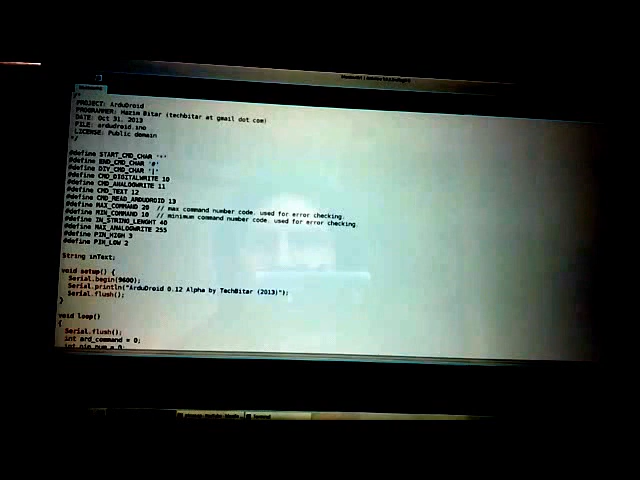 /*
PROJECT: ArduDroid
PROGRAMMER: Hazim Bitar (techbitar at gmail dot com)
DATE: Oct 31, 2013
FILE: ardudroid.ino
LICENSE: Public domain
*/
#define START_CMD_CHAR '*'
#define END_CMD_CHAR '#'
#define DIV_CMD_CHAR '|'
#define CMD_DIGITALWRITE 10
#define CMD_ANALOGWRITE 11
#define CMD_TEXT 12
#define CMD_READ_ARDUDROID 13
#define MAX_COMMAND 20 // max command number code. used for error checking.
#define MIN_COMMAND 10 // minimum command number code. used for error checking.
#define IN_STRING_LENGHT 40
#define MAX_ANALOGWRITE 255
#define PIN_HIGH 3
#define PIN_LOW 2
String inText;
void setup() {
Serial.begin(9600);
Serial.println("ArduDroid 0.12 Alpha by TechBitar (2013)");
Serial.flush();
}
void loop()
{
Serial.flush();
int ard_command = 0;
int pin_num = 0;